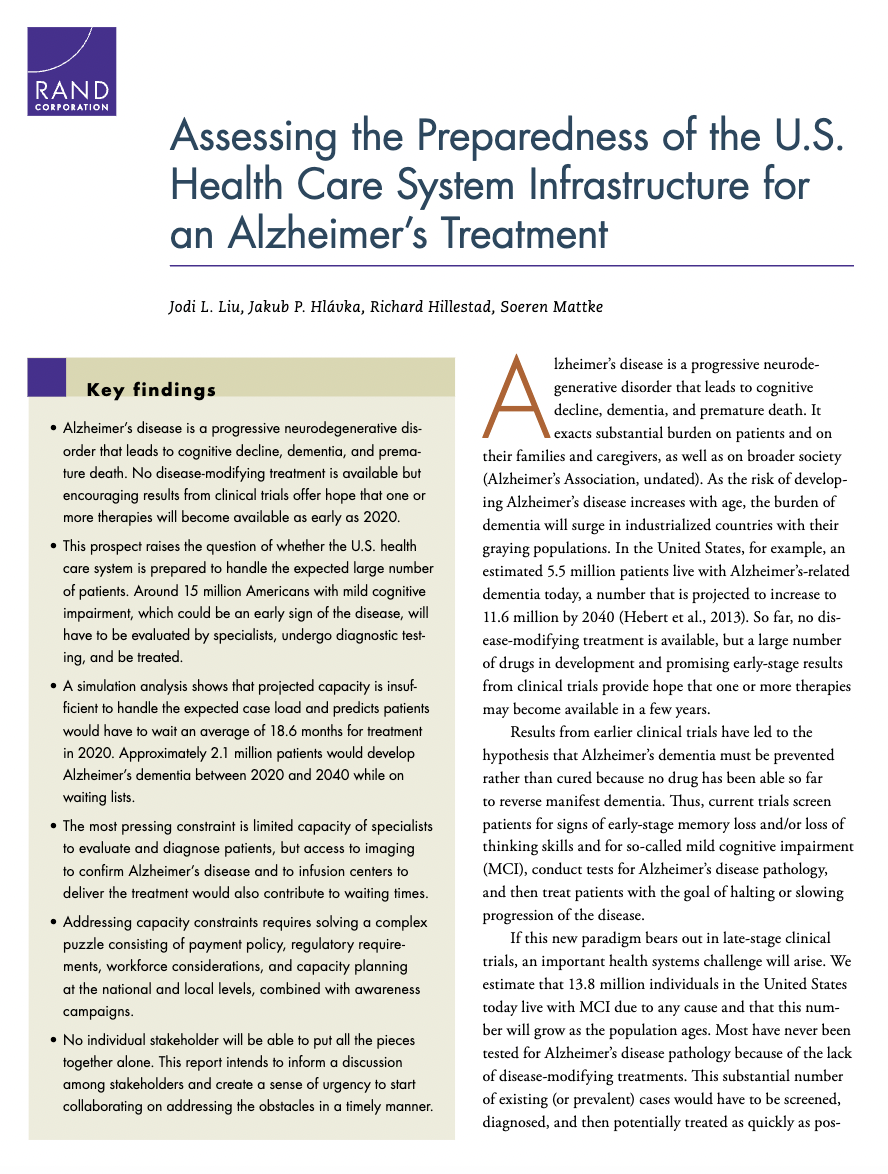 RAND
CORPORATION
Assessing the Preparedness of the U.S.
Health Care System Infrastructure for
an Alzheimer’s Treatment
Jodi L. Liu, Jakub P. Hlávka, Richard Hillestad, Soeren Mattke
Key findings
• Alzheimer’s disease is a progressive neurodegenerative dis-
order that leads to cognitive decline, dementia, and prema-
ture death. No disease-modifying treatment is available but
encouraging results from clinical trials offer hope that one or
more therapies will become available as early as 2020.
• This prospect raises the question of whether the U.S. health
care system is prepared to handle the expected large number
of patients. Around 15 million Americans with mild cognitive
impairment, which could be an early sign of the disease, will
have to be evaluated by specialists, undergo diagnostic test-
ing, and be treated.
• A simulation analysis shows that projected capacity is insuf-
ficient to handle the expected case load and predicts patients
would have to wait an average of 18.6 months for treatment
in 2020. Approximately 2.1 million patients would develop
Alzheimer’s dementia between 2020 and 2040 while on
waiting lists.
• The most pressing constraint is limited capacity of specialists
to evaluate and diagnose patients, but access to imaging
to confirm Alzheimer’s disease and to infusion centers to
deliver the treatment would also contribute to waiting times.
• Addressing capacity constraints requires solving a complex
puzzle consisting of payment policy, regulatory require-
ments, workforce considerations, and capacity planning
at the national and local levels, combined with awareness
campaigns.
• No individual stakeholder will be able to put all the pieces
together alone. This report intends to inform a discussion
among stakeholders and create a sense of urgency to start
collaborating on addressing the obstacles in a timely manner.
Alzheimer’s disease is a progressive neurode-
generative disorder that leads to cognitive
decline, dementia, and premature death. It
exacts substantial burden on patients and on
their families and caregivers, as well as on broader society
(Alzheimer’s Association, undated). As the risk of develop-
ing Alzheimer’s disease increases with age, the burden of
dementia will surge in industrialized countries with their
graying populations. In the United States, for example, an
estimated 5.5 million patients live with Alzheimer’s-related
dementia today, a number that is projected to increase to
11.6 million by 2040 (Hebert et al., 2013). So far, no dis-
ease-modifying treatment is available, but a large number
of drugs in development and promising early-stage results
from clinical trials provide hope that one or more therapies
may become available in a few years.
Results from earlier clinical trials have led to the
hypothesis that Alzheimer’s dementia must be prevented
rather than cured because no drug has been able so far
to reverse manifest dementia. Thus, current trials screen
patients for signs of early-stage memory loss and/or loss of
thinking skills and for so-called mild cognitive impairment
(MCI), conduct tests for Alzheimer’s disease pathology,
and then treat patients with the goal of halting or slowing
progression of the disease.
If this new paradigm bears out in late-stage clinical
trials, an important health systems challenge will arise. We
estimate that 13.8 million individuals in the United States
today live with MCI due to any cause and that this num-
ber will grow as the population ages. Most have never been
tested for Alzheimer’s disease pathology because of the lack
of disease-modifying treatments. This substantial number
of existing (or prevalent) cases would have to be screened,
diagnosed, and then potentially treated as quickly as pos-